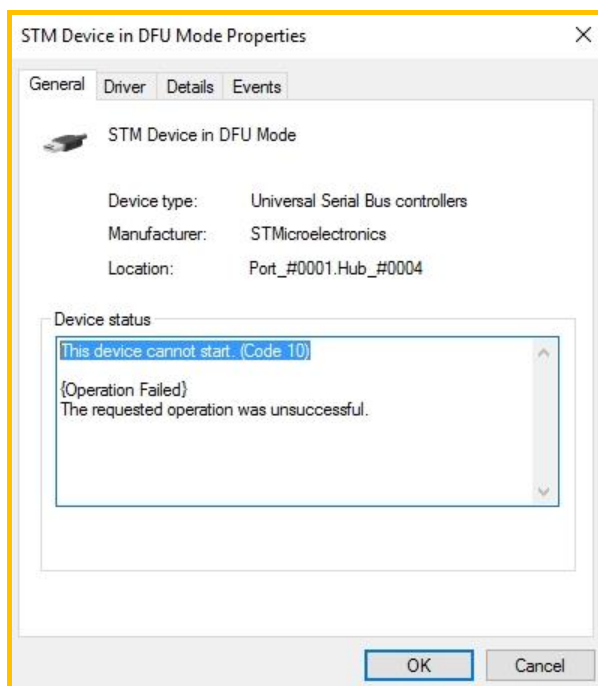 STM Device in DFU Mode Properties
General Driver Details Events
STM Device in DFU Mode
Device type: Universal Serial Bus controllers
Manufacturer: STMicroelectronics
Location: Port_#0001.Hub_#0004
Device status
This device cannot start. (Code 10)
{Operation Failed}
The requested operation was unsuccessful.
OK Cancel